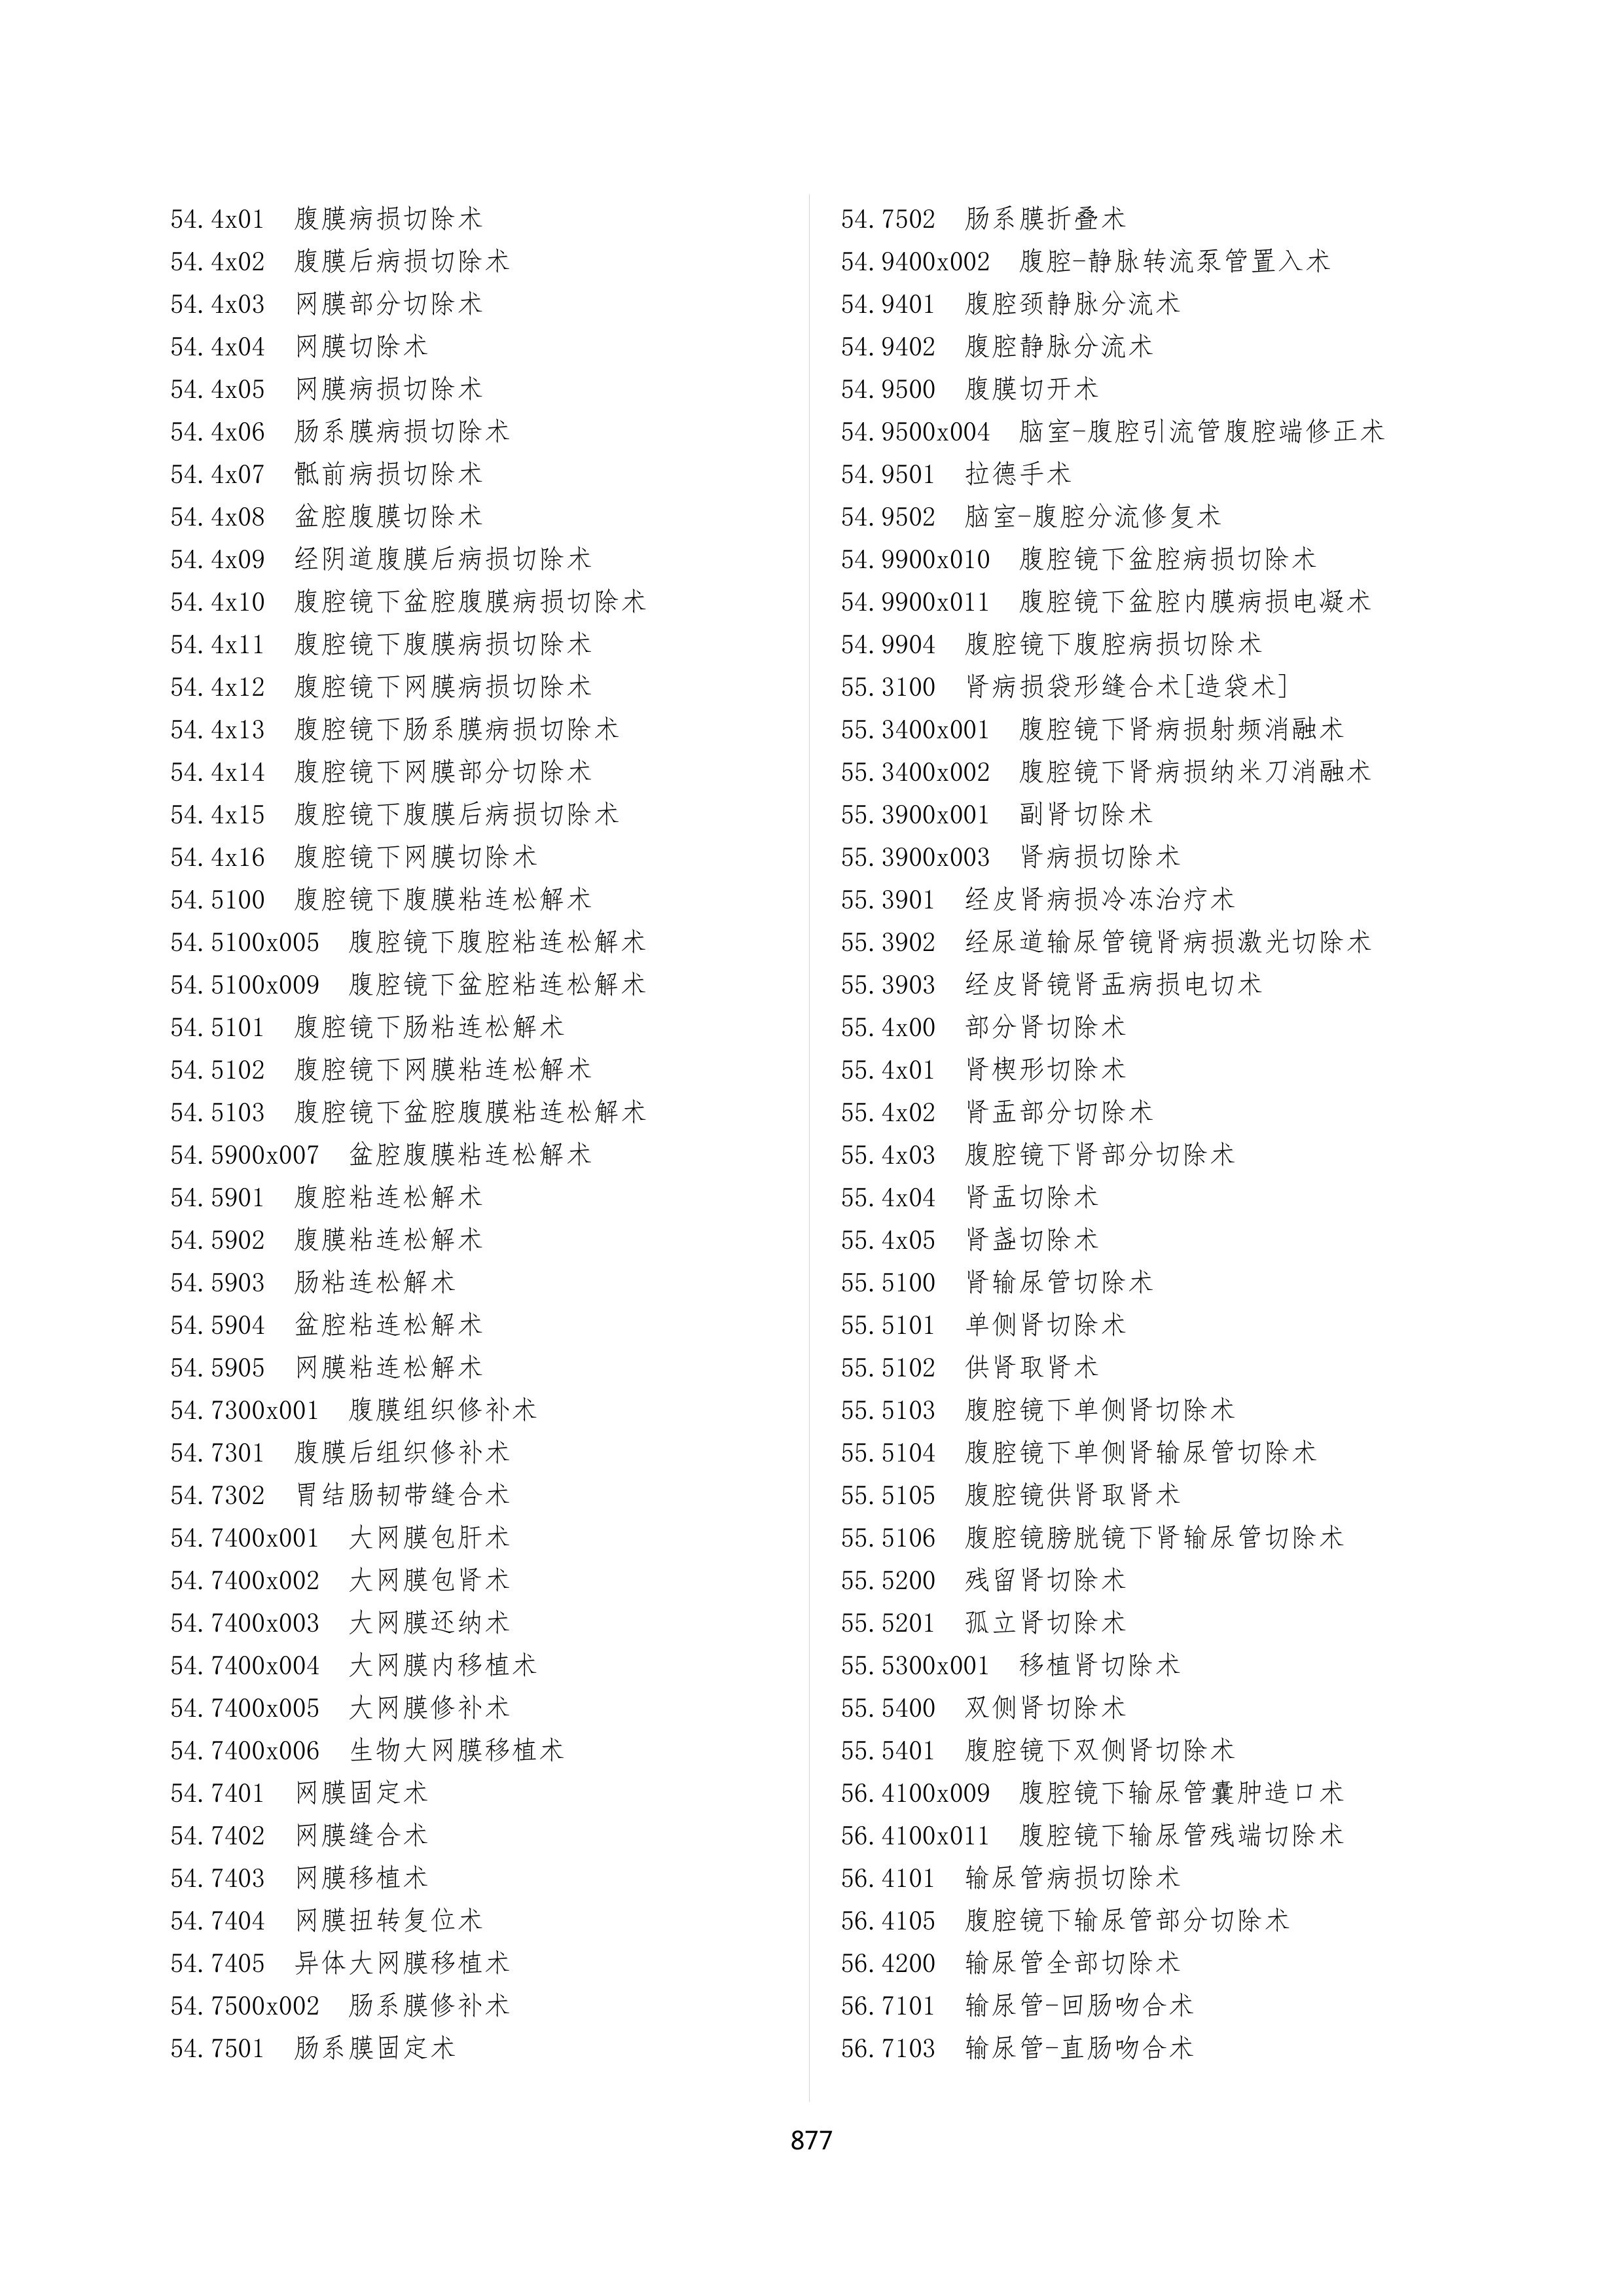 54.4x01 腹膜病损切除术
54.4x02 腹膜后病损切除术
54.4x03 网膜部分切除术
54.4x04 网膜切除术
54.4x05 网膜病损切除术
54.4x06 肠系膜病损切除术
54.4x07 骶前病损切除术
54.4x08 盆腔腹膜切除术
54.4x09 经阴道腹膜后病损切除术
54.4x10 腹腔镜下盆腔腹膜病损切除术
54.4x11 腹腔镜下腹膜病损切除术
54.4x12 腹腔镜下网膜病损切除术
54.4x13 腹腔镜下肠系膜病损切除术
54.4x14 腹腔镜下网膜部分切除术
54.4x15 腹腔镜下腹膜后病损切除术
54.4x16 腹腔镜下网膜切除术
54.5100 腹腔镜下腹膜粘连松解术
54.5100x005 腹腔镜下腹腔粘连松解术
54.5100x009 腹腔镜下盆腔粘连松解术
54.5101 腹腔镜下肠粘连松解术
54.5102 腹腔镜下网膜粘连松解术
54.5103 腹腔镜下盆腔腹膜粘连松解术
54.5900x007 盆腔腹膜粘连松解术
54.5901 腹腔粘连松解术
54.5902 腹膜粘连松解术
54.5903 肠粘连松解术
54.5904 盆腔粘连松解术
54.5905 网膜粘连松解术
54.7300x001 腹膜组织修补术
54.7301 腹膜后组织修补术
54.7302 胃结肠韧带缝合术
54.7400x001 大网膜包肝术
54.7400x002 大网膜包肾术
54.7400x003 大网膜还纳术
54.7400x004 大网膜内移植术
54.7400x005 大网膜修补术
54.7400x006 生物大网膜移植术
54.7401 网膜固定术
54.7402 网膜缝合术
54.7403 网膜移植术
54.7404 网膜扭转复位术
54.7405 异体大网膜移植术
54.7500x002 肠系膜修补术
54.7501 肠系膜固定术
54.7502 肠系膜折叠术
54.9400x002 腹腔-静脉转流泵管置入术
54.9401 腹腔颈静脉分流术
54.9402 腹腔静脉分流术
54.9500 腹膜切开术
54.9500x004 脑室-腹腔引流管腹腔端修正术
54.9501 拉德手术
54.9502 脑室-腹腔分流修复术
54.9900x010 腹腔镜下盆腔病损切除术
54.9900x011 腹腔镜下盆腔内膜病损电凝术
54.9904 腹腔镜下腹腔病损切除术
55.3100 肾病损袋形缝合术[造袋术]
55.3400x001 腹腔镜下肾病损射频消融术
55.3400x002 腹腔镜下肾病损纳米刀消融术
55.3900x001 副肾切除术
55.3900x003 肾病损切除术
55.3901 经皮肾病损冷冻治疗术
55.3902 经尿道输尿管镜肾病损激光切除术
55.3903 经皮肾镜肾盂病损电切术
55.4x00 部分肾切除术
55.4x01 肾楔形切除术
55.4x02 肾盂部分切除术
55.4x03 腹腔镜下肾部分切除术
55.4x04 肾盂切除术
55.4x05 肾盏切除术
55.5100 肾输尿管切除术
55.5101 单侧肾切除术
55.5102 供肾取肾术
55.5103 腹腔镜下单侧肾切除术
55.5104 腹腔镜下单侧肾输尿管切除术
55.5105 腹腔镜供肾取肾术
55.5106 腹腔镜膀胱镜下肾输尿管切除术
55.5200 残留肾切除术
55.5201 孤立肾切除术
55.5300x001 移植肾切除术
55.5400 双侧肾切除术
55.5401 腹腔镜下双侧肾切除术
56.4100x009 腹腔镜下输尿管囊肿造口术
56.4100x011 腹腔镜下输尿管残端切除术
56.4101 输尿管病损切除术
56.4105 腹腔镜下输尿管部分切除术
56.4200 输尿管全部切除术
56.7101 输尿管-回肠吻合术
56.7103 输尿管-直肠吻合术
877